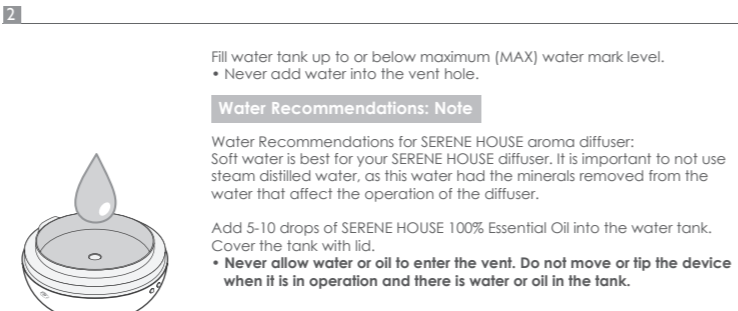 2
Fill water tank up to or below maximum (MAX) water mark level.
• Never add water into the vent hole.
Water Recommendations: Note
Water Recommendations for SERENE HOUSE aroma diffuser:
Soft water is best for your SERENE HOUSE diffuser. It is important to not use
steam distilled water, as this water had the minerals removed from the
water that affect the operation of the diffuser.
Add 5-10 drops of SERENE HOUSE 100% Essential Oil into the water tank.
Cover the tank with lid.
• Never allow water or oil to enter the vent. Do not move or tip the device
when it is in operation and there is water or oil in the tank.